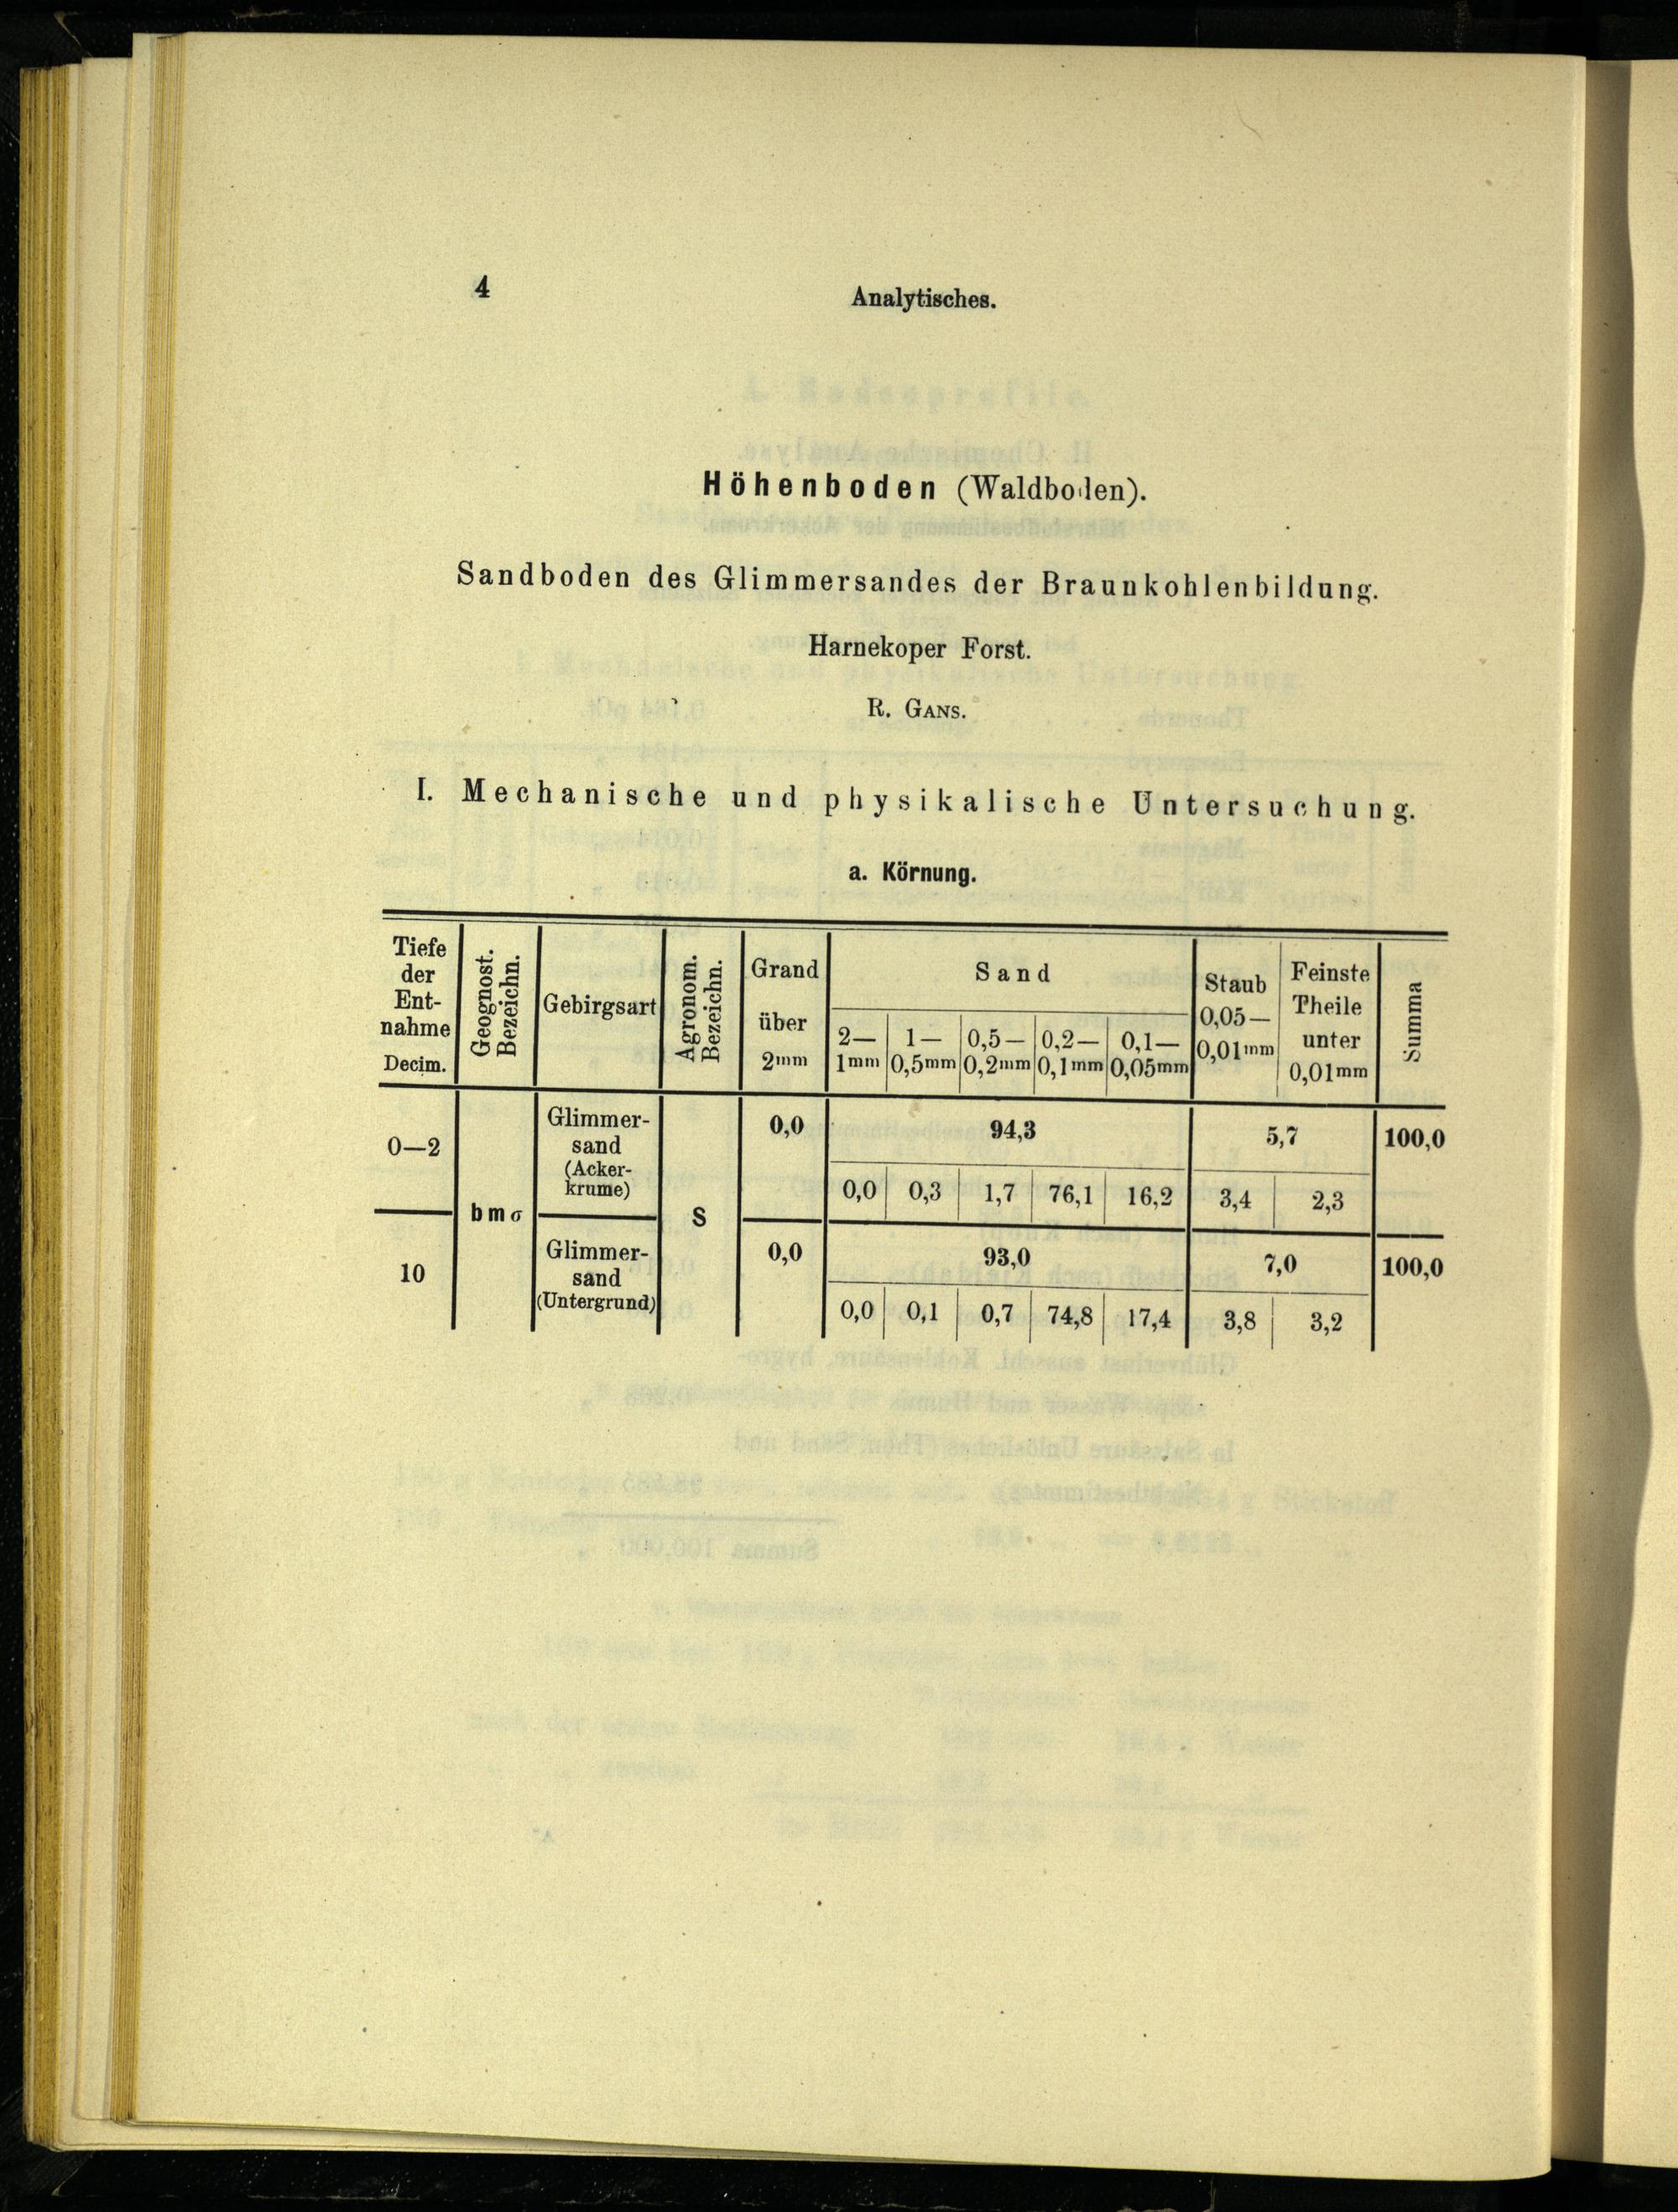 4
Analytisches.
Höhenboden (Waldboden).
Sandboden des Glimmersandes der Braunkohlenbildung.
Harnekoper Forst.
R. GANS.
I. Mechanische und physikalische Untersuchung.
a. Körnung.
Tiefe der Ent-nahme Decim. | Geognost. Bezeichn. | Gebirgsart | Agronom. Bezeichn. | Grand über 2mm | Sand | Staub 0,05— 0,01mm | Feinste Theile unter 0,01mm | Summa
2— 1mm | 1— 0,5mm | 0,5— 0,2mm | 0,2— 0,1mm | 0,1— 0,05mm
0—2 | bmσ | Glimmer-sand (Acker-krume) | S | 0,0 | 94,3 | 5,7 | 100,0
0,0 | 0,3 | 1,7 | 76,1 | 16,2 | 3,4 | 2,3
10 | Glimmer-sand (Untergrund) | 0,0 | 93,0 | 7,0 | 100,0
0,0 | 0,1 | 0,7 | 74,8 | 17,4 | 3,8 | 3,2